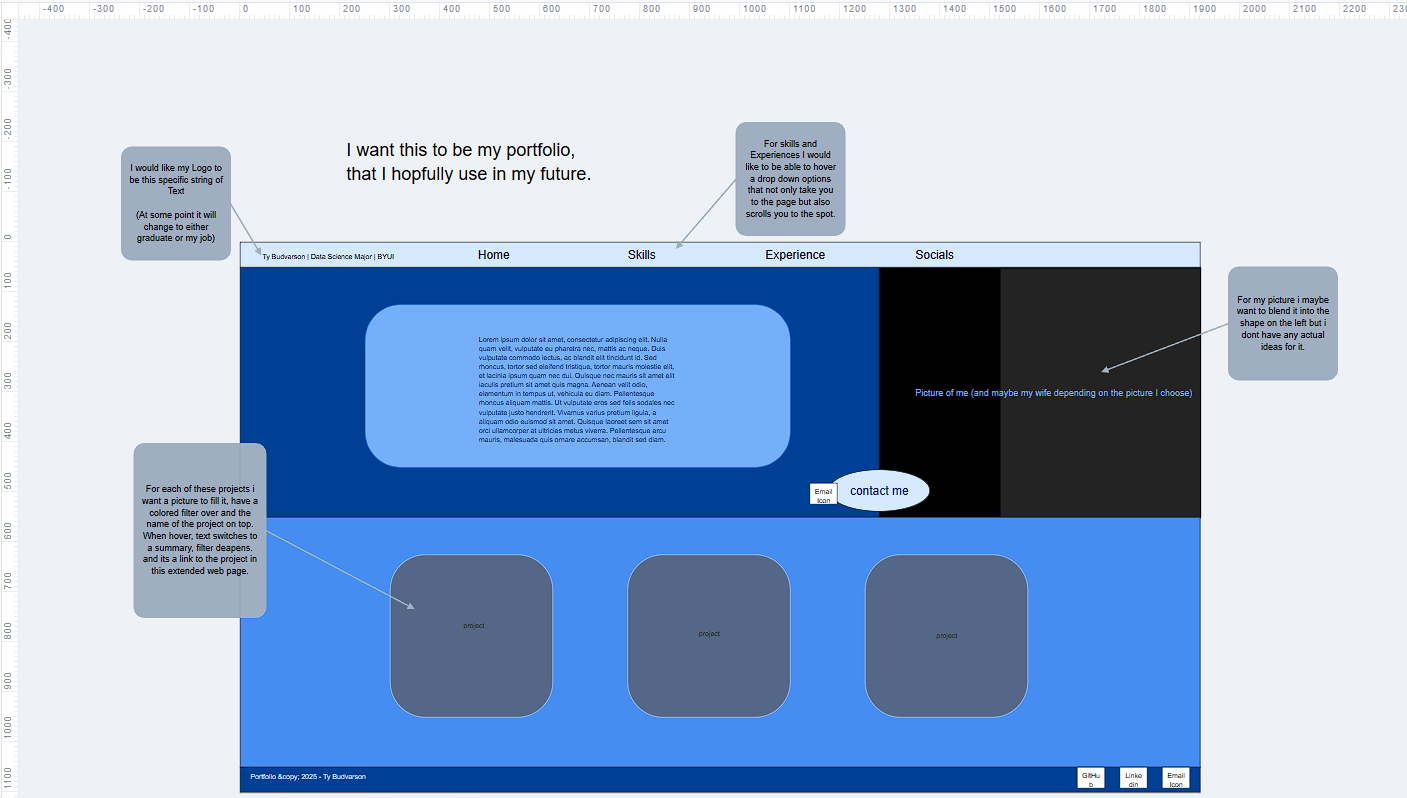 -400 -300 -200 -100 0 100 200 300 400 500 600 700 800 900 1000 1100 1200 1300 1400 1500 1600 1700 1800 1900 2000 2100 2200
-400
-300
-200
-100
0
100
200
300
400
500
600
700
800
900
1000
1100
I want this to be my portfolio,
that I hopefully use in my future.
For skills and
Experiences I would
like to be able to hover
a drop down options
that not only take you
to the page but also
scrolls you to the spot.
I would like my Logo to
be this specific string of
Text
(At some point it will
change to either
graduate or my job)
Ty Budvarson | Data Science Major | BYUI
Home
Skills
Experience
Socials
For my picture i maybe
want to blend it into the
shape on the left but i
dont have any actual
ideas for it.
Lorem ipsum dolor sit amet, consectetur adipiscing elit. Nulla
quam velit, vulputate eu pharetra nec, mattis ac neque. Duis
vulputate commodo lectus, ac blandit elit tincidunt id. Sed
rhoncus, tortor sed eleifend tristique, tortor mauris molestie elit,
et lacinia ipsum quam nec dui. Quisque nec mauris sit amet elit
iaculis pretium sit amet quis magna. Aenean velit odio,
elementum in tempus ut, vehicula eu diam. Pellentesque
rhoncus aliquam mattis. Ut vulputate eros sed felis sodales nec
vulputate justo hendrerit. Vivamus varius pretium ligula, a
aliquam odio euismod sit amet. Quisque laoreet sem sit amet
orci ullamcorper at ultricies metus viverra. Pellentesque arcu
mauris, malesuada quis ornare accumsan, blandit sed diam.
Picture of me (and maybe my wife depending on the picture I choose)
Email
Icon
contact me
For each of these projects i
want a picture to fill it, have a
colored filter over and the
name of the project on top.
When hover, text switches to
a summary, filter deapens.
and its a link to the project in
this extended web page.
project
project
project
Portfolio &copy; 2025 - Ty Budvarson
GitHu
b
Linke
din
Email
Icon